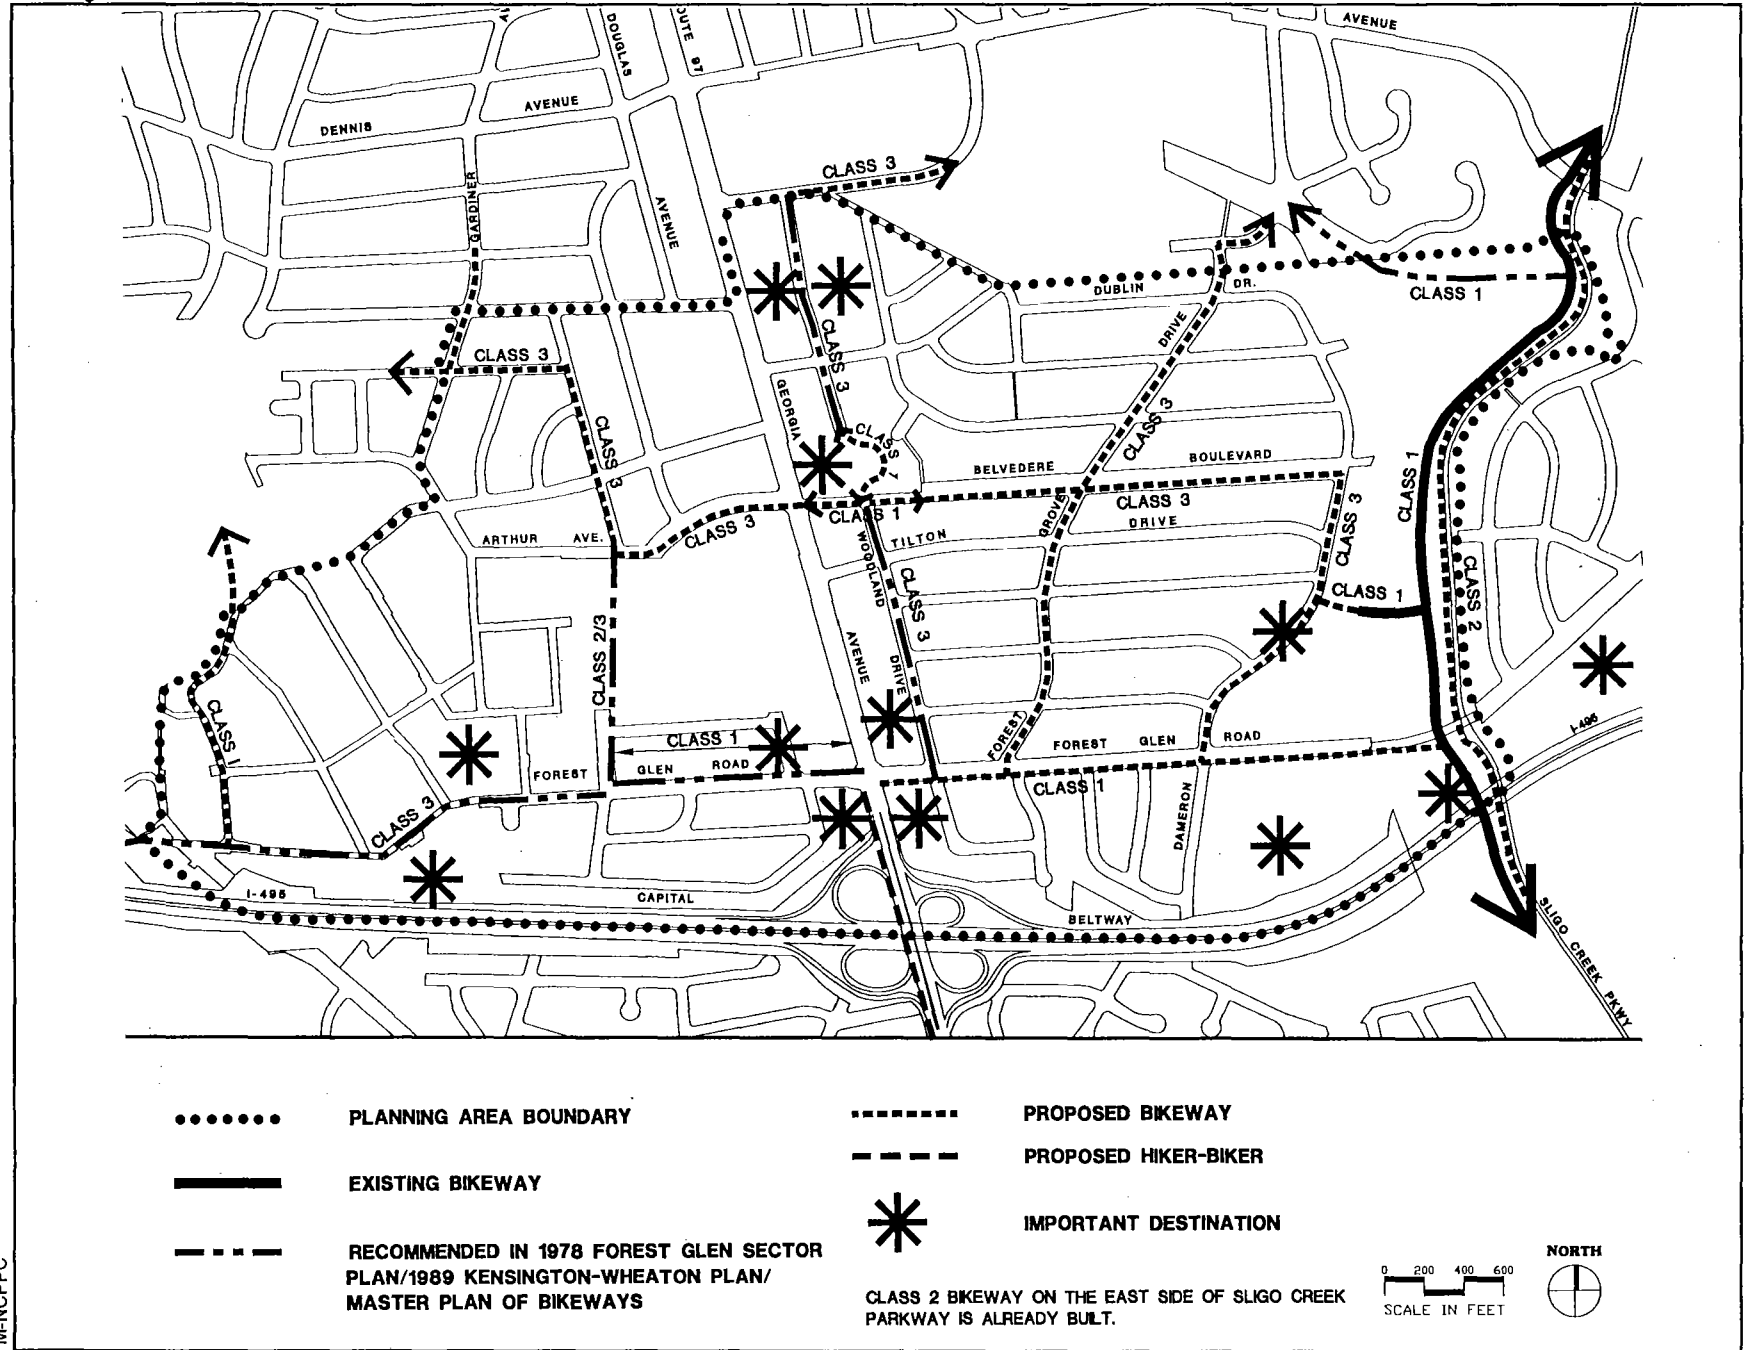 AVENUE
DOUGLAS
ROUTE 97
AVENUE
DENNIS
CLASS 3
GARDINER
AVENUE
DUBLIN DR.
CLASS 1
CLASS 3
CLASS 3
DRIVE
GEORGIA
CLASS 3
CLASS 3
CLASS 1
BELVEDERE BOULEVARD
CLASS 1
CLASS 3
CLASS 1
CLASS 3
GROVE
DRIVE
CLASS 3
ARTHUR AVE.
WOODLAND
TILTON
CLASS 3
CLASS 1
CLASS 2
CLASS 2/3
AVENUE
DRIVE
CLASS 1
CLASS 1
FOREST
FOREST GLEN ROAD
I-495
FOREST GLEN ROAD
CLASS 1
CLASS 3
DAMERON
I-495
CAPITAL BELTWAY
SLIGO CREEK PKWY
PLANNING AREA BOUNDARY
EXISTING BIKEWAY
RECOMMENDED IN 1978 FOREST GLEN SECTOR
PLAN/1989 KENSINGTON-WHEATON PLAN/
MASTER PLAN OF BIKEWAYS
PROPOSED BIKEWAY
PROPOSED HIKER-BIKER
IMPORTANT DESTINATION
CLASS 2 BIKEWAY ON THE EAST SIDE OF SLIGO CREEK
PARKWAY IS ALREADY BUILT.
0 200 400 600
SCALE IN FEET
NORTH